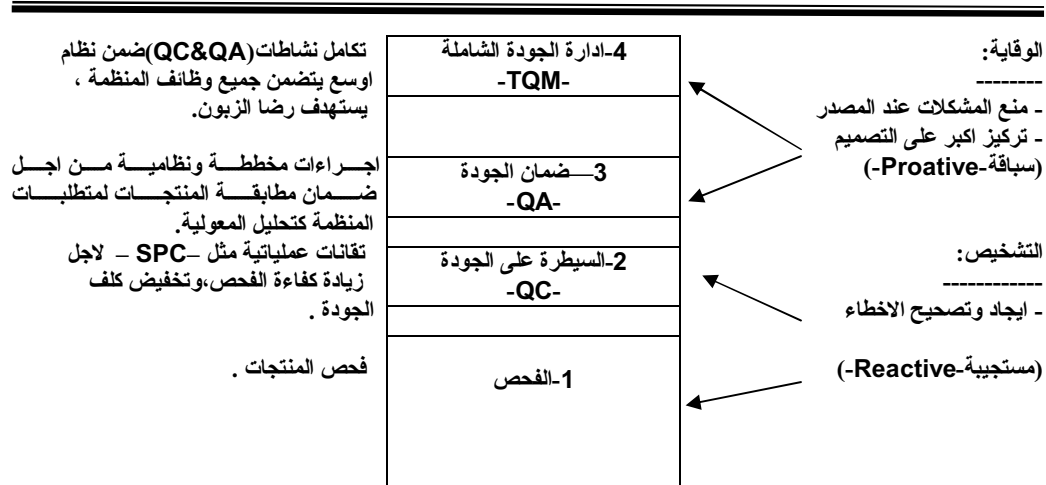 الوقاية:
--------
- منع المشكلات عند المصدر
- تركيز اكبر على التصميم
(سباقة-Proative-)
التشخيص:
------------
- ايجاد وتصحيح الاخطاء
(مستجيبة-Reactive-)
4-ادارة الجودة الشاملة
-TQM-
3—ضمان الجودة
-QA-
2-السيطرة على الجودة
-QC-
1-الفحص
تكامل نشاطات(QC&QA)ضمن نظام
اوسع يتضمن جميع وظائف المنظمة ،
يستهدف رضا الزبون.
اجـــراءات مخططـــة ونظاميـــة مـــن اجـــل
ضـــمان مطابقـــة المنتجـــات لمتطلبـــات
المنظمة كتحليل المعولية.
تقانات عملياتية مثل –SPC – لاجل
زيادة كفاءة الفحص،وتخفيض كلف
الجودة .
فحص المنتجات .